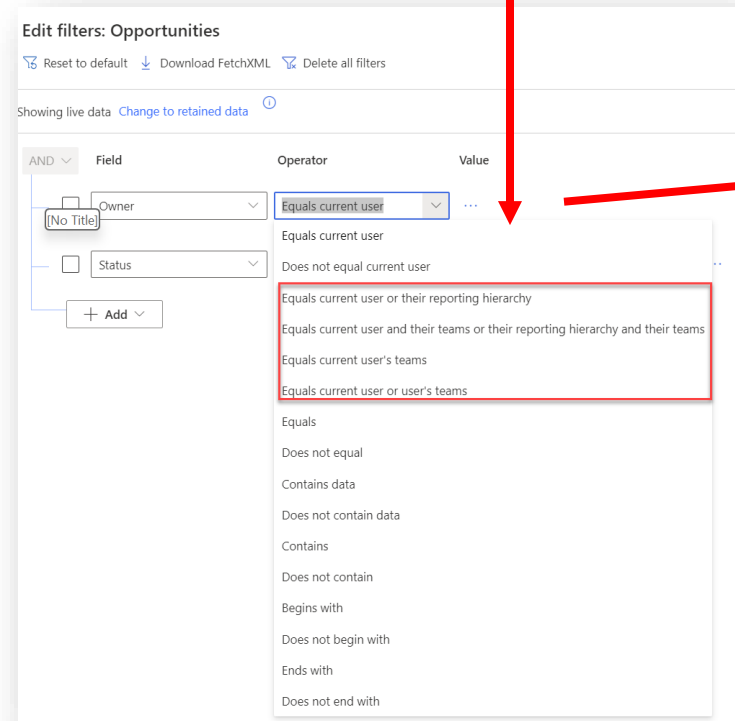 Edit filters: Opportunities
Reset to default Download FetchXML Delete all filters
Showing live data Change to retained data
AND Field Operator Value
Owner Equals current user ...
[No Title]
Equals current user
Status Does not equal current user
Equals current user or their reporting hierarchy
Add Equals current user and their teams or their reporting hierarchy and their teams
Equals current user's teams
Equals current user or user's teams
Equals
Does not equal
Contains data
Does not contain data
Contains
Does not contain
Begins with
Does not begin with
Ends with
Does not end with